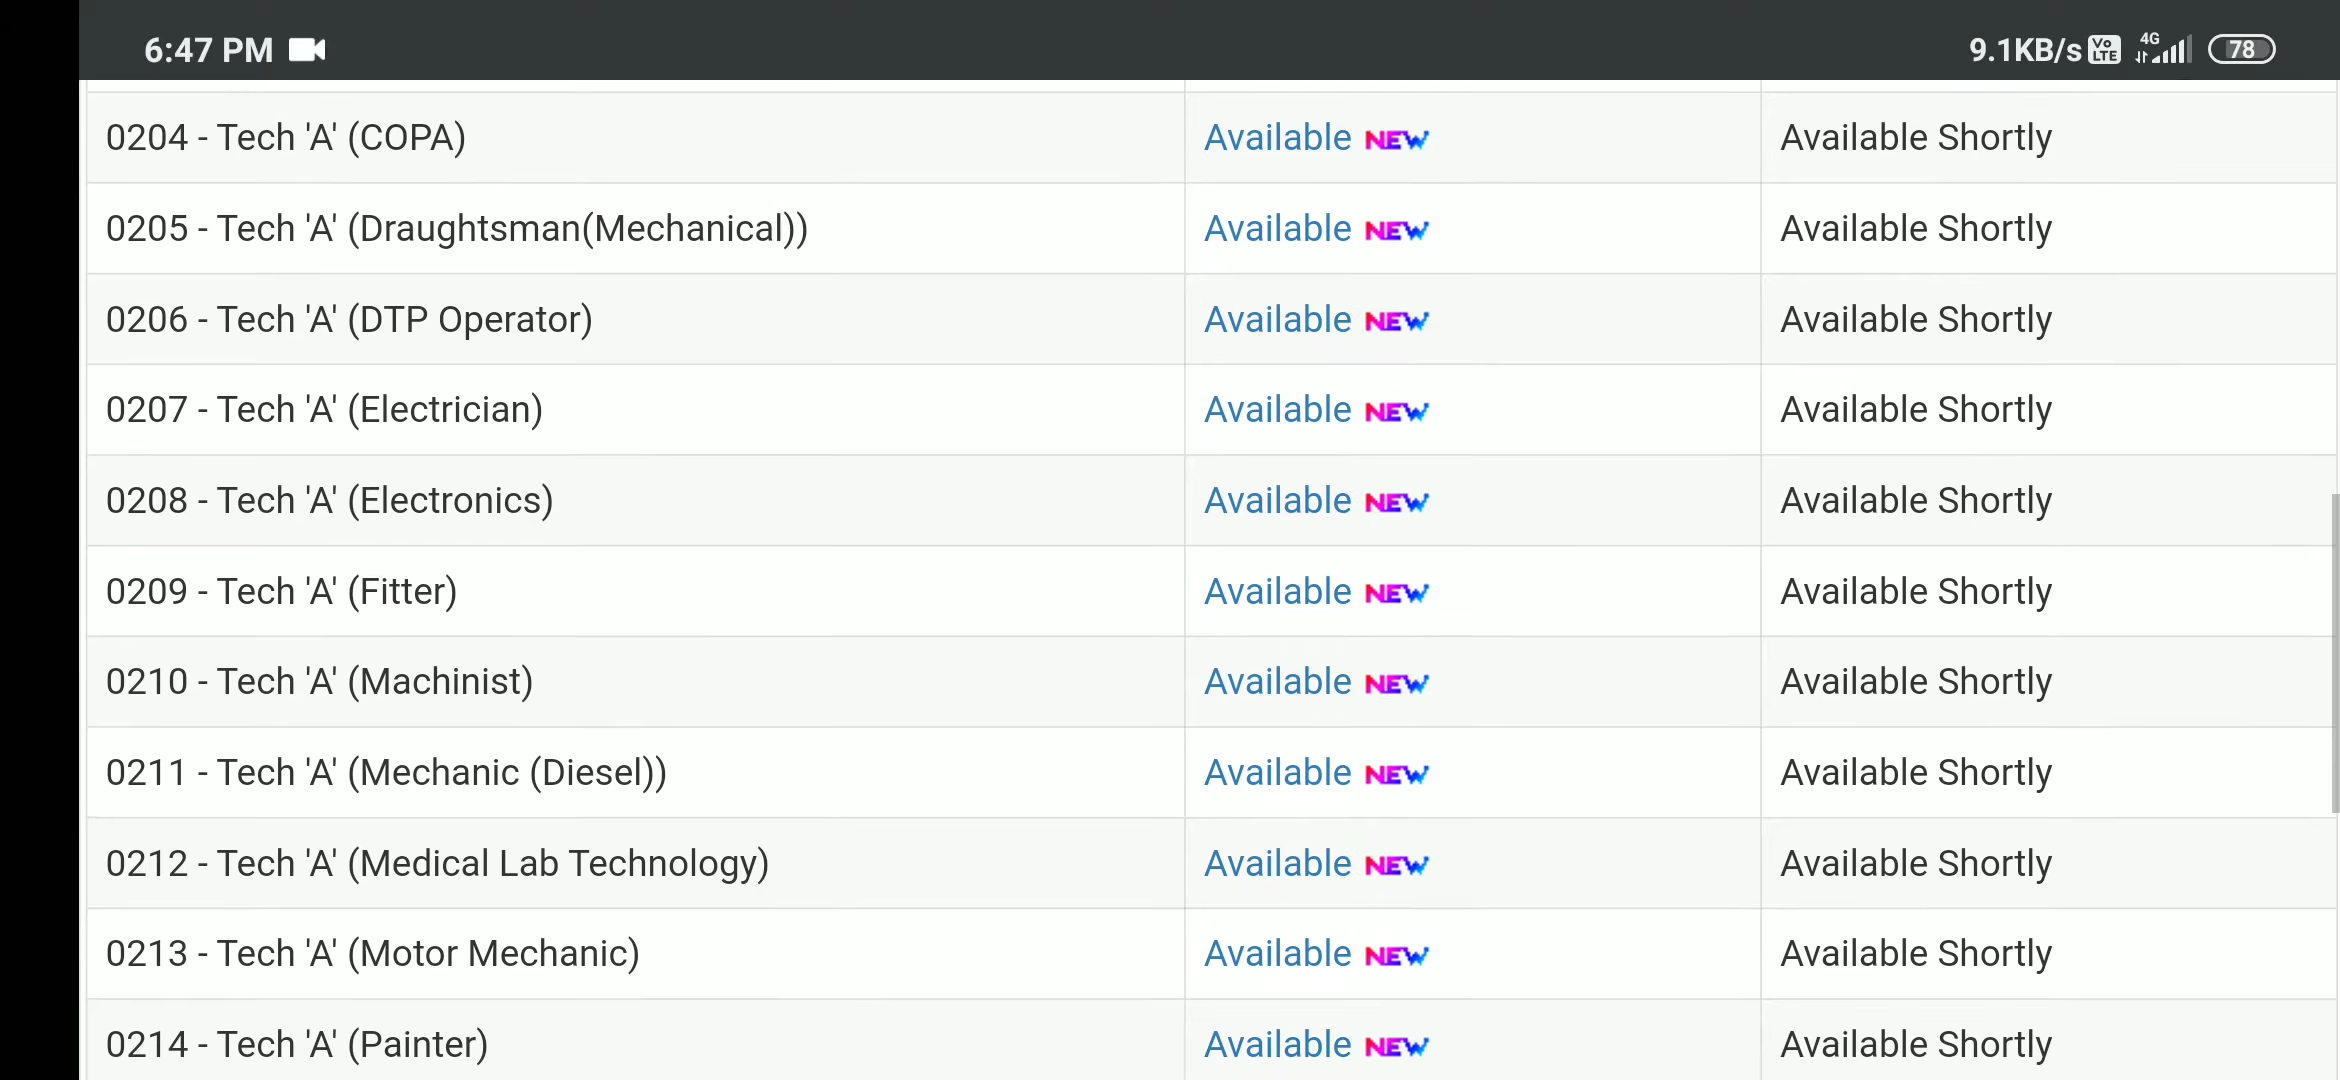 6:47 PM 9.1KB/s Vo LTE 4G 78
0204 - Tech 'A' (COPA) Available NEW Available Shortly
0205 - Tech 'A' (Draughtsman(Mechanical)) Available NEW Available Shortly
0206 - Tech 'A' (DTP Operator) Available NEW Available Shortly
0207 - Tech 'A' (Electrician) Available NEW Available Shortly
0208 - Tech 'A' (Electronics) Available NEW Available Shortly
0209 - Tech 'A' (Fitter) Available NEW Available Shortly
0210 - Tech 'A' (Machinist) Available NEW Available Shortly
0211 - Tech 'A' (Mechanic (Diesel)) Available NEW Available Shortly
0212 - Tech 'A' (Medical Lab Technology) Available NEW Available Shortly
0213 - Tech 'A' (Motor Mechanic) Available NEW Available Shortly
0214 - Tech 'A' (Painter) Available NEW Available Shortly